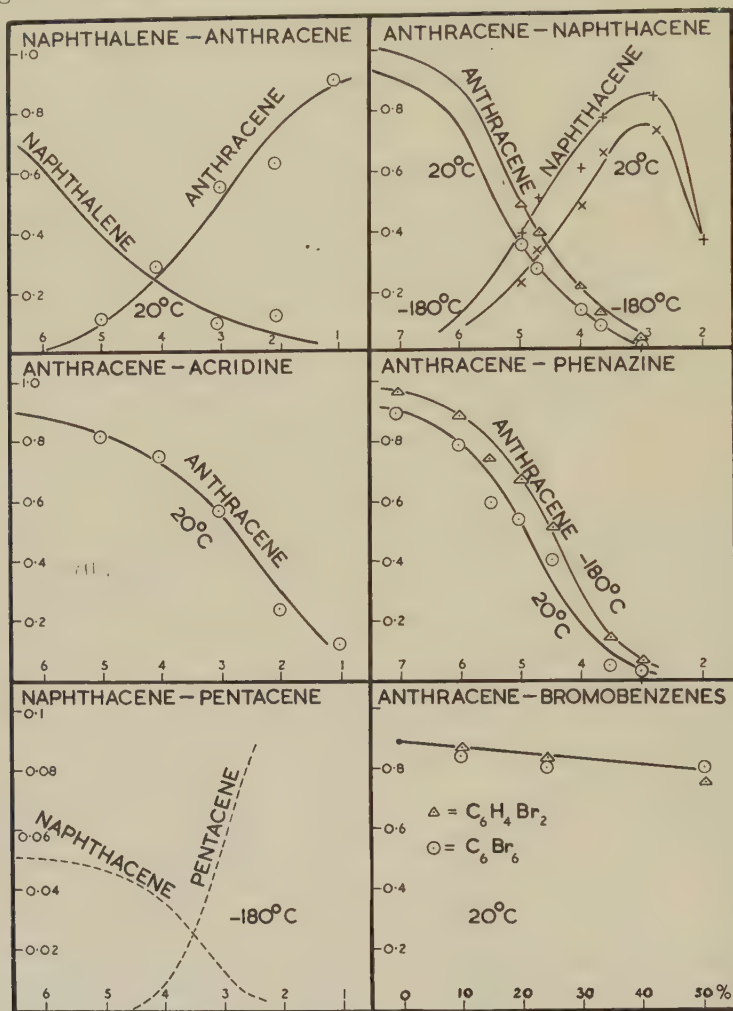 NAPHTHALENE-ANTHRACENE
1·0
0·8
0·6
0·4
0·2
NAPHTHALENE
ANTHRACENE
20°C
6 5 4 3 2 1
ANTHRACENE-NAPHTHACENE
0·8
0·6
0·4
0·2
ANTHRACENE
20°C
NAPHTHACENE
20°C
-180°C
-180°C
7 6 5 4 3 2
ANTHRACENE-ACRIDINE
1·0
0·8
0·6
0·4
0·2
ANTHRACENE
20°C
6 5 4 3 2 1
ANTHRACENE-PHENAZINE
0·8
0·6
0·4
0·2
ANTHRACENE
-180°C
20°C
7 6 5 4 3 2
NAPHTHACENE-PENTACENE
0·1
0·08
0·06
0·04
0·02
NAPHTHACENE
PENTACENE
-180°C
6 5 4 3 2 1
ANTHRACENE-BROMOBENZENES
0·8
0·6
0·4
0·2
△ = C₆H₄Br₂
⊙ = C₆Br₆
20°C
0 10 20 30 40 50%